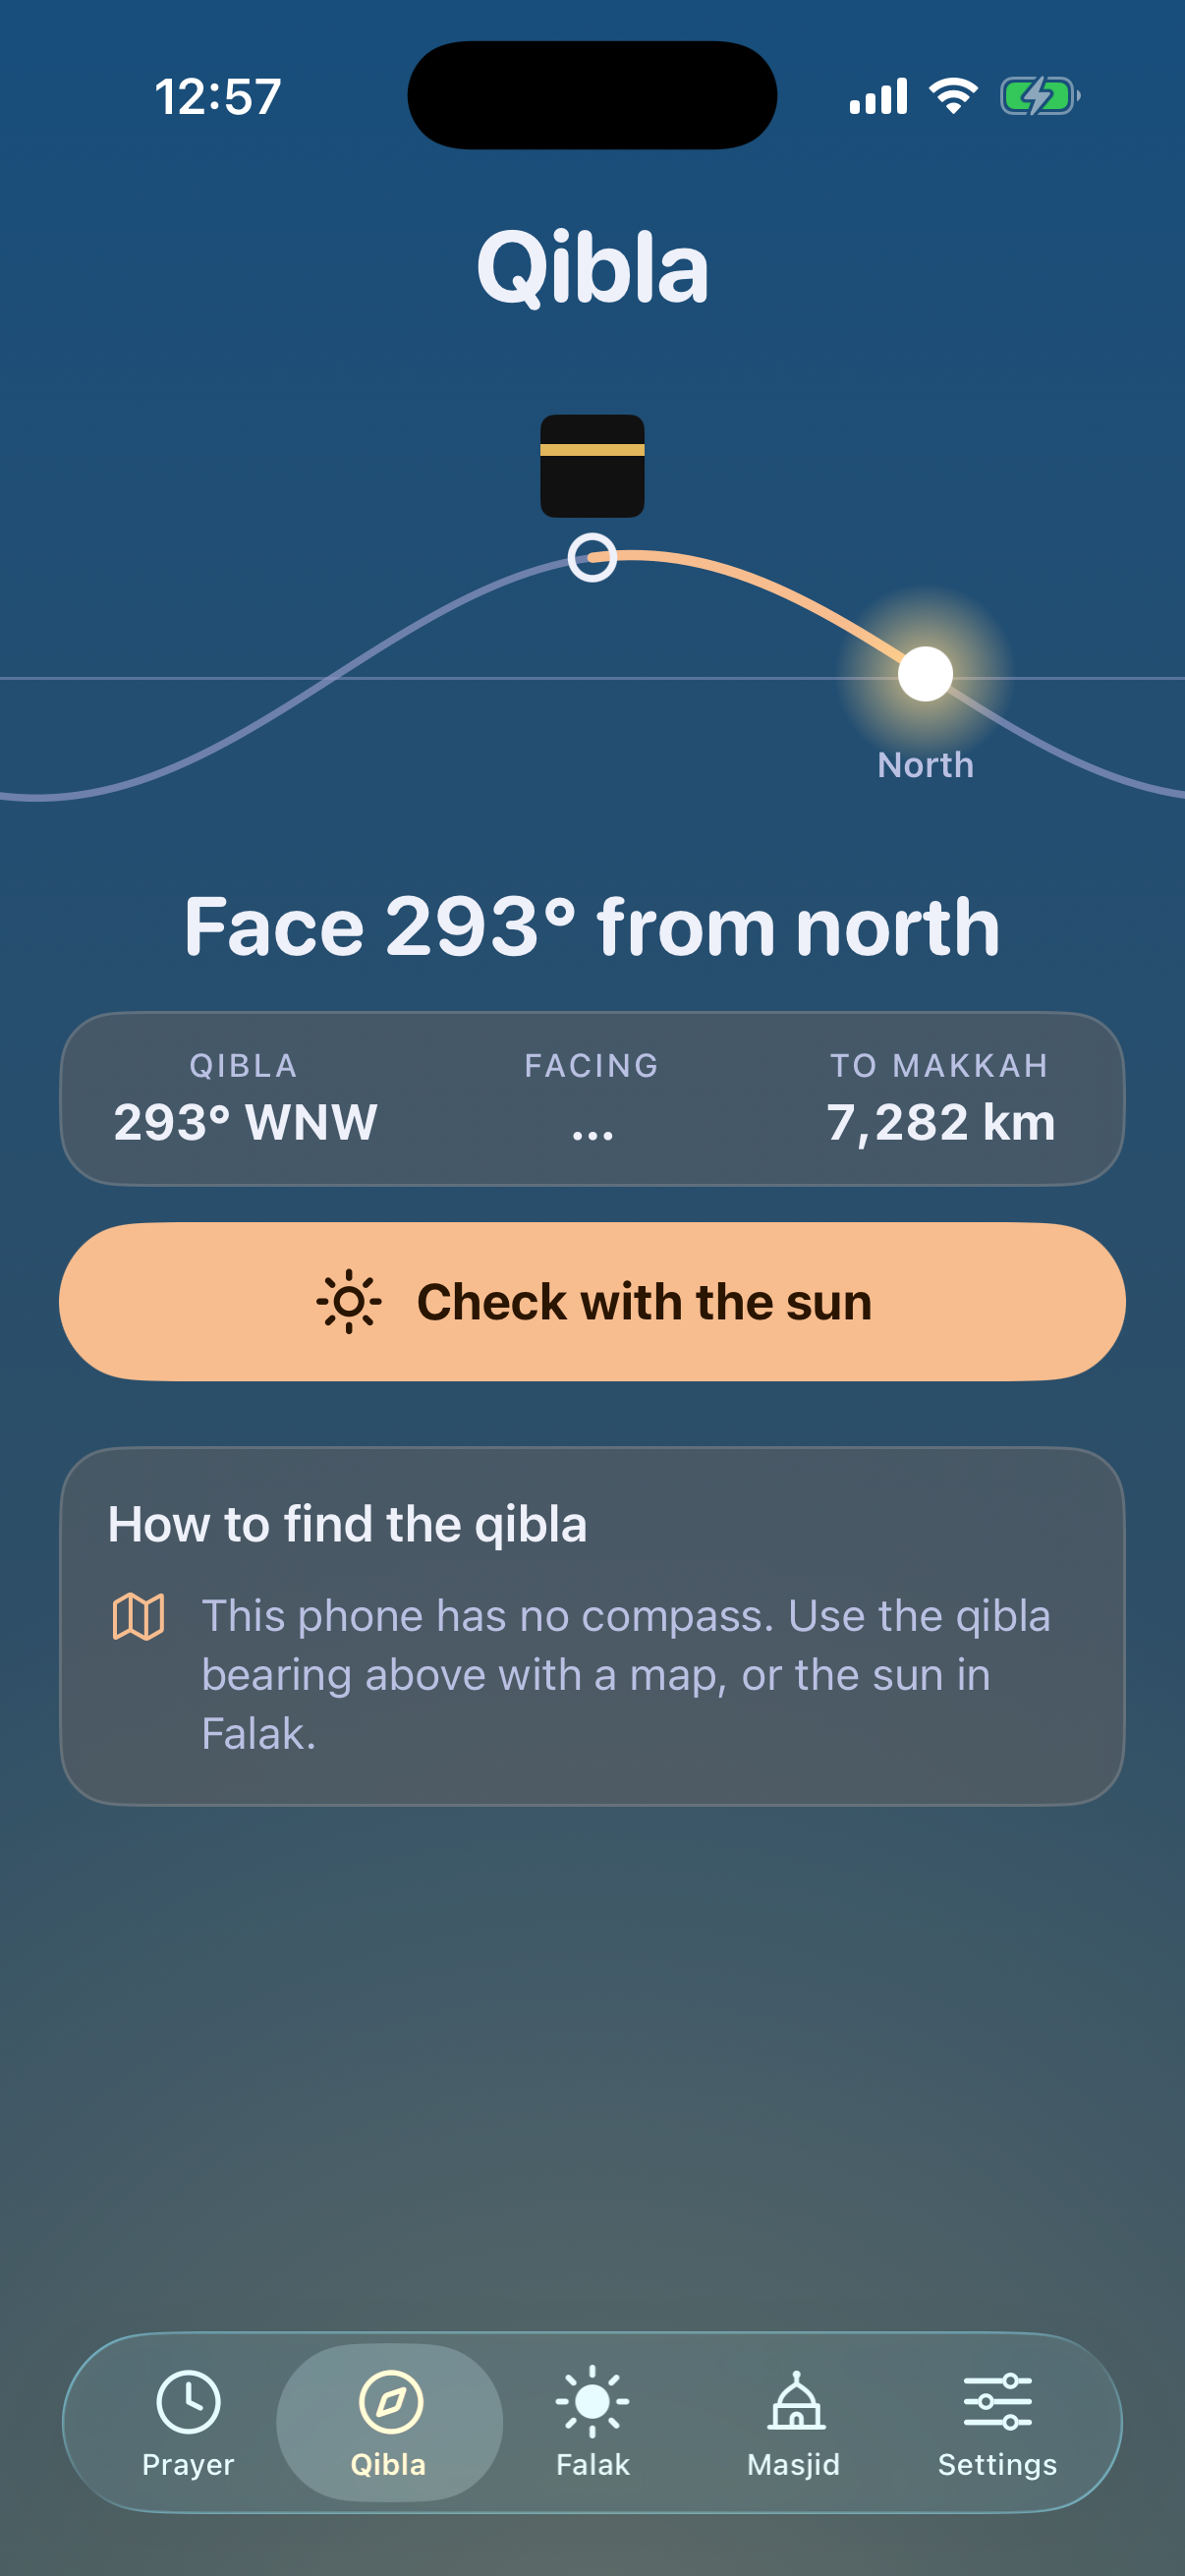 12:57
Qibla
North
Face 293° from north
QIBLA
293° WNW
FACING
...
TO MAKKAH
7,282 km
Check with the sun
How to find the qibla
This phone has no compass. Use the qibla
bearing above with a map, or the sun in
Falak.
Prayer
Qibla
Falak
Masjid
Settings